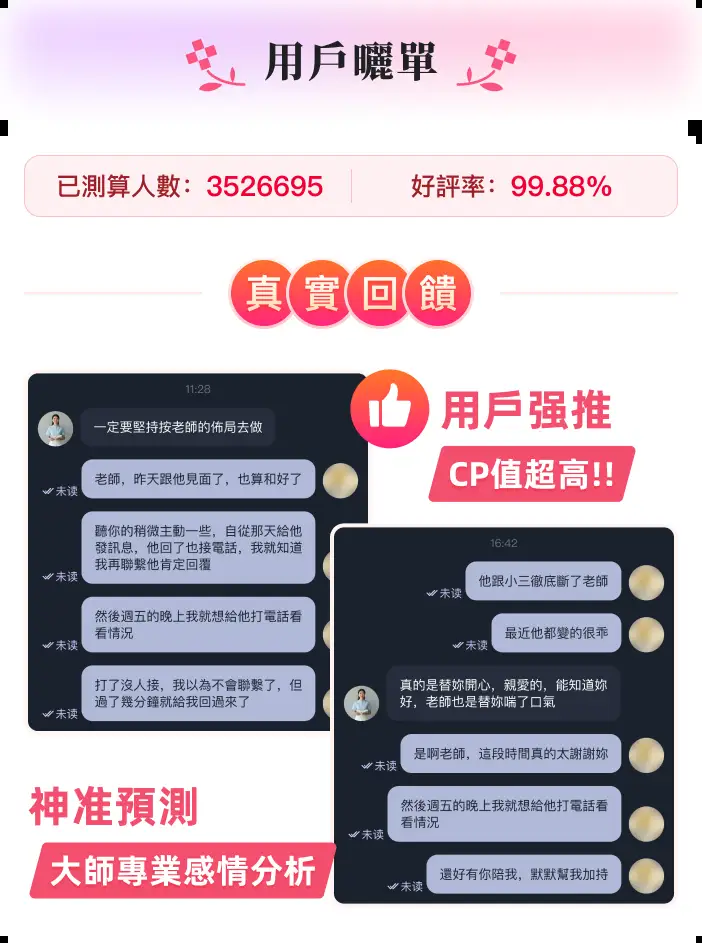 用戶曬單
已測算人數：3526695
好評率：99.88%
真實回饋
11:28
一定要堅持按老師的佈局去做
老師，昨天跟他見面了，也算和好了
未读
聽你的稍微主動一些，自從那天給他
發訊息，他回了也接電話，我就知道
我再聯繫他肯定回覆
未读
然後週五的晚上我就想給他打電話看
看情況
未读
打了沒人接，我以為不會聯繫了，但
過了幾分鐘就給我回過來了
未读
用戶强推
CP值超高!!
16:42
他跟小三徹底斷了老師
未读
最近他都變的很乖
未读
真的是替妳開心，親愛的，能知道妳
好，老師也是替妳喘了口氣
是啊老師，這段時間真的太謝謝妳
未读
然後週五的晚上我就想給他打電話看
看情況
未读
還好有你陪我，默默幫我加持
未读
神准預測
大師專業感情分析